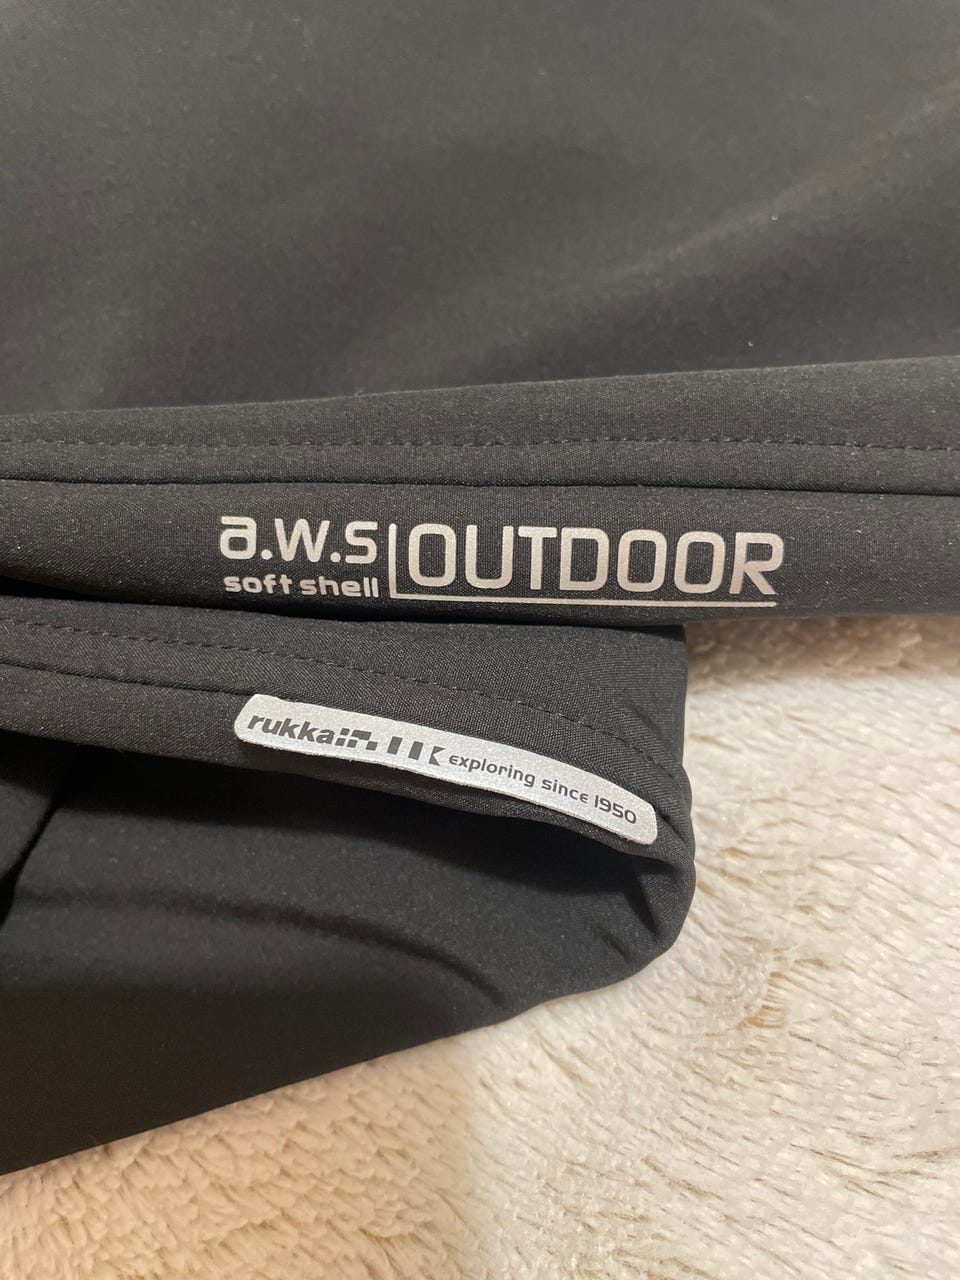 a.w.s OUTDOOR
soft shell
rukka exploring since 1950